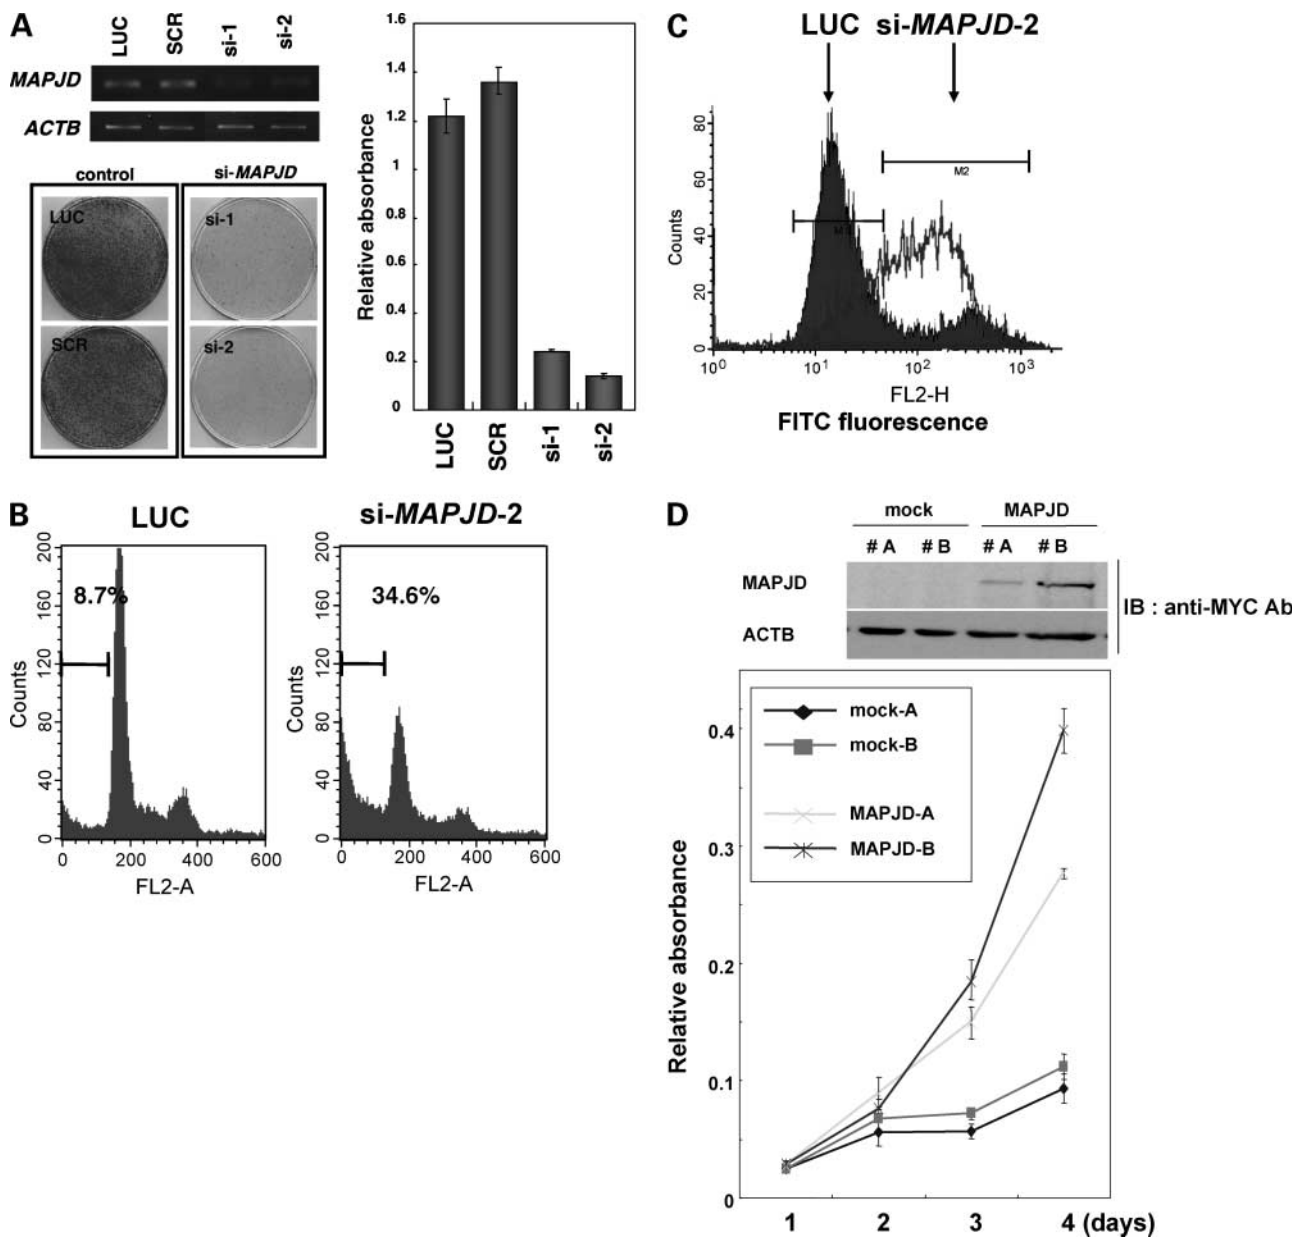 A
LUC
SCR
si-1
si-2
MAPJD
ACTB
control
si-MAPJD
LUC
si-1
SCR
si-2
Relative absorbance
1.6
1.4
1.2
1
0.8
0.6
0.4
0.2
0
LUC
SCR
si-1
si-2
C
LUC
si-MAPJD-2
Counts
80
60
40
20
0
M2
10^0
10^1
10^2
10^3
FL2-H
FITC fluorescence
B
LUC
Counts
200
160
120
80
40
0
8.7%
0
200
400
600
FL2-A
si-MAPJD-2
Counts
200
160
120
80
40
0
34.6%
0
200
400
600
FL2-A
D
mock
MAPJD
# A
# B
# A
# B
MAPJD
ACTB
IB : anti-MYC Ab
mock-A
mock-B
MAPJD-A
MAPJD-B
Relative absorbance
0.4
0.3
0.2
0.1
0
1
2
3
4 (days)